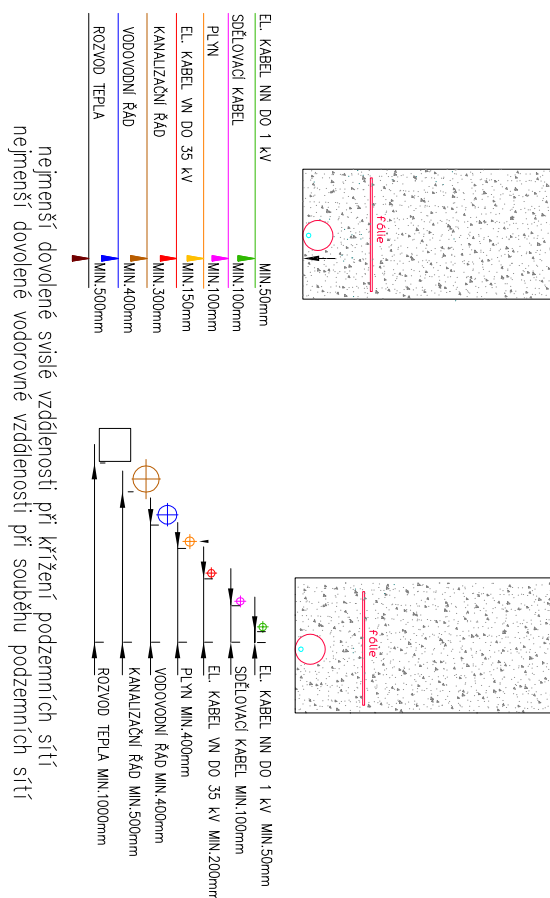 fólie
fólie
EL. KABEL NN DO 1 kV MIN.50mm
SDĚLOVACÍ KABEL MIN.100mm
PLYN MIN.100mm
EL. KABEL VN DO 35 kV MIN.150mm
KANALIZAČNÍ ŘÁD MIN.300mm
VODOVODNÍ ŘÁD MIN.400mm
ROZVOD TEPLA MIN.500mm
EL. KABEL NN DO 1 kV MIN.50mm
SDĚLOVACÍ KABEL MIN.100mm
EL. KABEL VN DO 35 kV MIN.200mm
PLYN MIN.400mm
VODOVODNÍ ŘÁD MIN.400mm
KANALIZAČNÍ ŘÁD MIN.500mm
ROZVOD TEPLA MIN.1000mm
nejmenší dovolené svislé vzdálenosti při křížení podzemních sítí
nejmenší dovolené vodorovné vzdálenosti při souběhu podzemních sítí